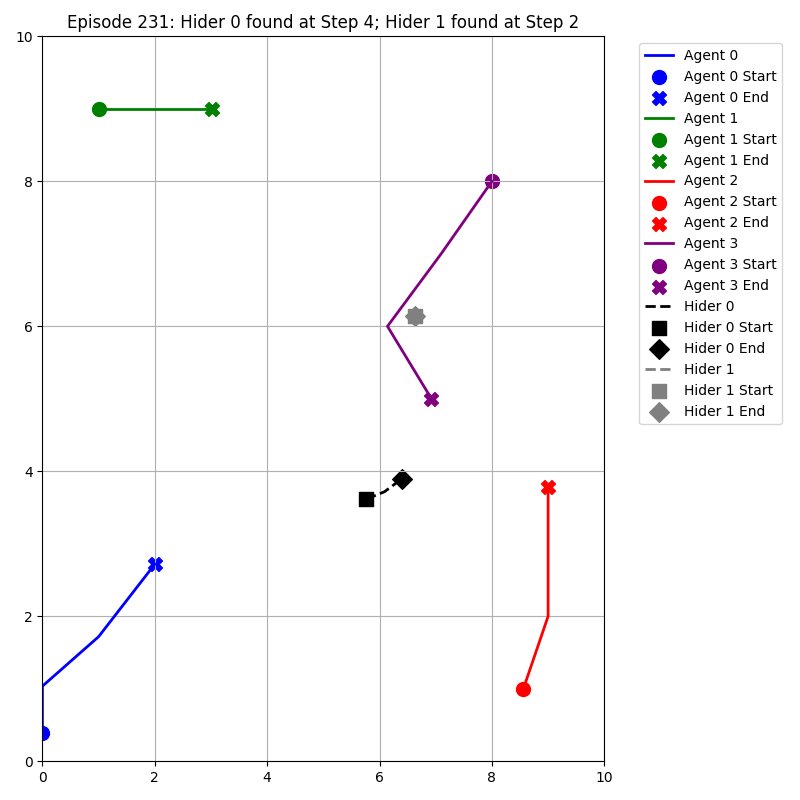 Episode 231: Hider 0 found at Step 4; Hider 1 found at Step 2
10
8
6
4
2
0
0 2 4 6 8 10
Agent 0
Agent 0 Start
Agent 0 End
Agent 1
Agent 1 Start
Agent 1 End
Agent 2
Agent 2 Start
Agent 2 End
Agent 3
Agent 3 Start
Agent 3 End
Hider 0
Hider 0 Start
Hider 0 End
Hider 1
Hider 1 Start
Hider 1 End